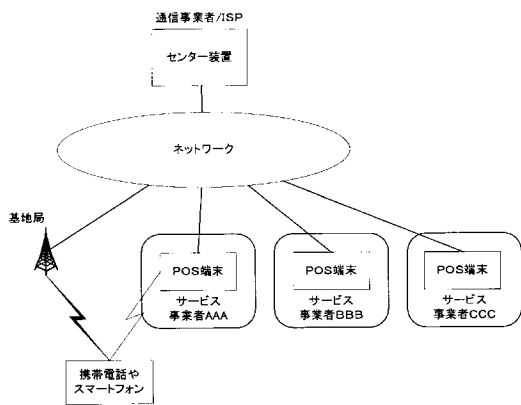 通信事業者/ISP
センター装置
ネットワーク
基地局
POS端末
POS端末
POS端末
サービス
事業者AAA
サービス
事業者BBB
サービス
事業者CCC
携帯電話や
スマートフォン